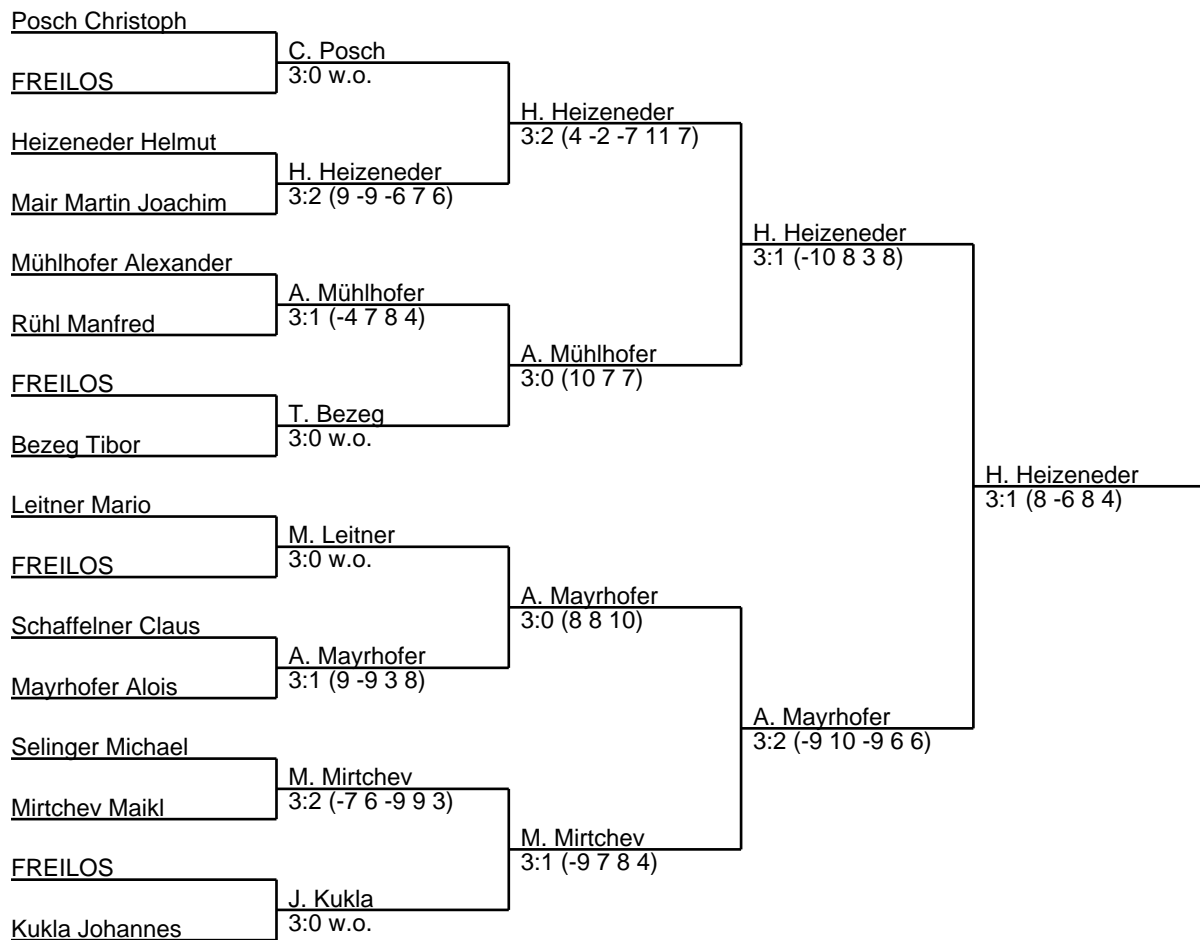 Posch Christoph
C. Posch
3:0 w.o.
FREILOS
H. Heizeneder
3:2 (4 -2 -7 11 7)
Heizeneder Helmut
H. Heizeneder
3:2 (9 -9 -6 7 6)
Mair Martin Joachim
H. Heizeneder
3:1 (-10 8 3 8)
Mühlhofer Alexander
A. Mühlhofer
3:1 (-4 7 8 4)
Rühl Manfred
A. Mühlhofer
3:0 (10 7 7)
FREILOS
T. Bezeg
3:0 w.o.
Bezeg Tibor
H. Heizeneder
3:1 (8 -6 8 4)
Leitner Mario
M. Leitner
3:0 w.o.
FREILOS
A. Mayrhofer
3:0 (8 8 10)
Schaffelner Claus
A. Mayrhofer
3:1 (9 -9 3 8)
Mayrhofer Alois
A. Mayrhofer
3:2 (-9 10 -9 6 6)
Selinger Michael
M. Mirtchev
3:2 (-7 6 -9 9 3)
Mirtchev Maikl
M. Mirtchev
3:1 (-9 7 8 4)
FREILOS
J. Kukla
3:0 w.o.
Kukla Johannes